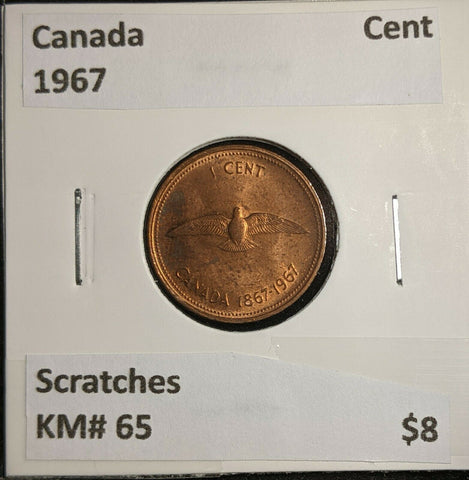 Canada Cent
1967
1 CENT
CANADA 1867-1967
Scratches
KM# 65 $8